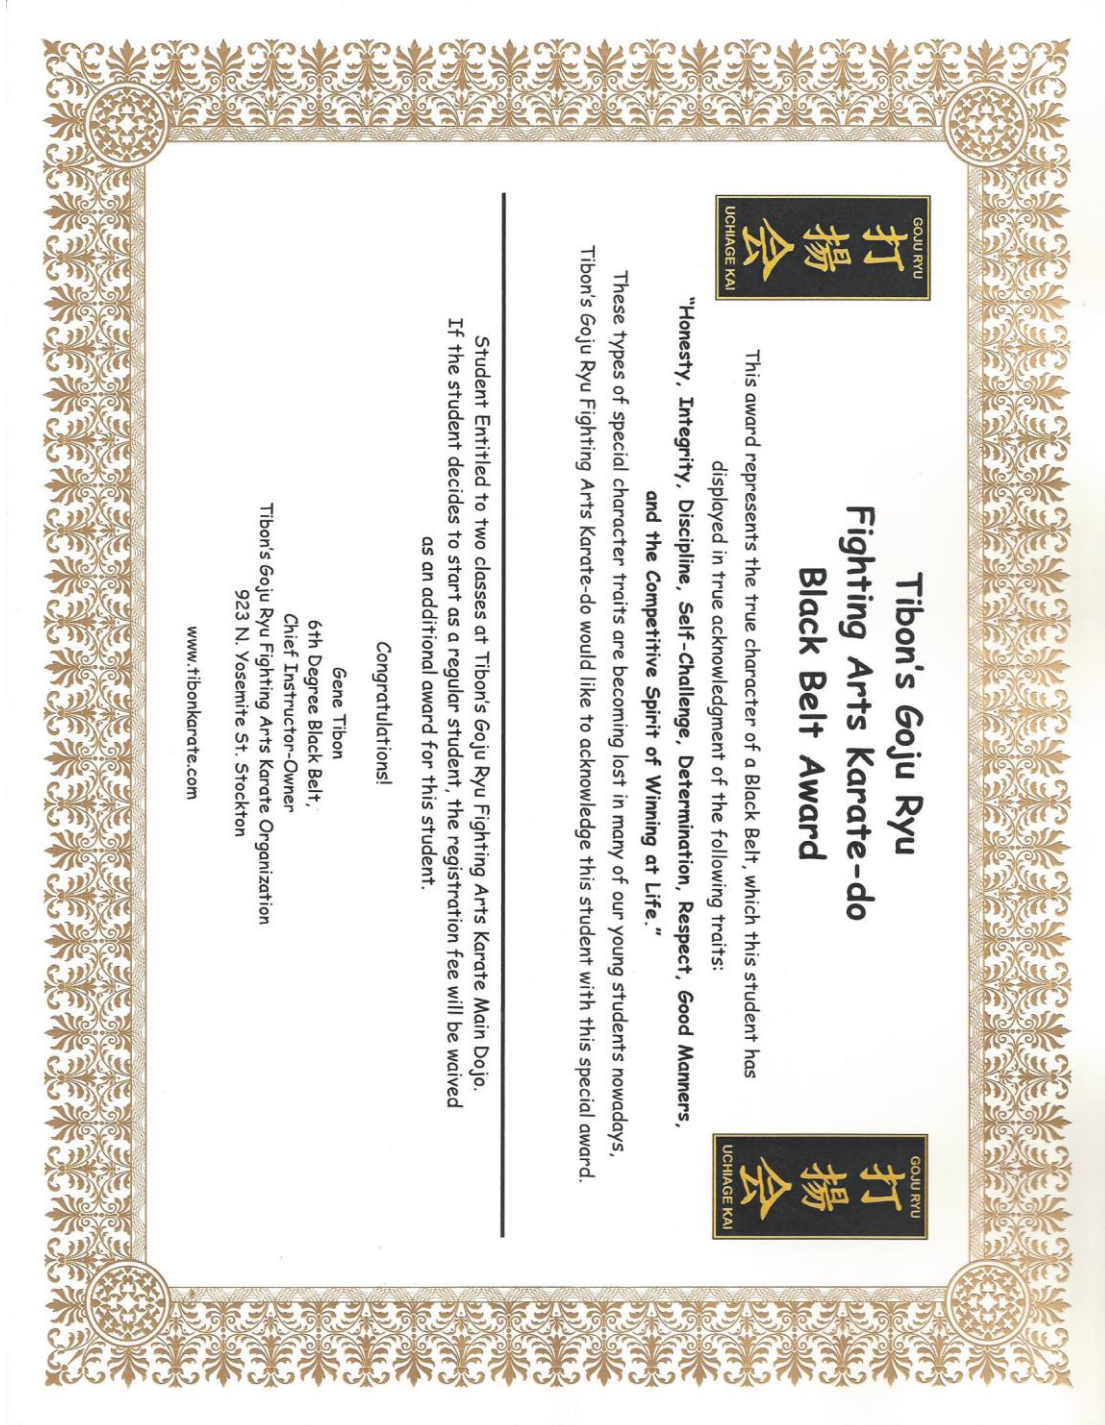 GOJU RYU
打
揚
会
UCHIAGE KAI
Tibon's Goju Ryu
Fighting Arts Karate-do
Black Belt Award
GOJU RYU
打
揚
会
UCHIAGE KAI
This award represents the true character of a Black Belt, which this student has
displayed in true acknowledgment of the following traits:
"Honesty, Integrity, Discipline, Self-Challenge, Determination, Respect, Good Manners,
and the Competitive Spirit of Winning at Life."
These types of special character traits are becoming lost in many of our young students nowadays,
Tibon's Goju Ryu Fighting Arts Karate-do would like to acknowledge this student with this special award.
Student Entitled to two classes at Tibon's Goju Ryu Fighting Arts Karate Main Dojo.
If the student decides to start as a regular student, the registration fee will be waived
as an additional award for this student.
Congratulations!
Gene Tibon
6th Degree Black Belt,
Chief Instructor-Owner
Tibon's Goju Ryu Fighting Arts Karate Organization
923 N. Yosemite St. Stockton
www.tibonkarate.com